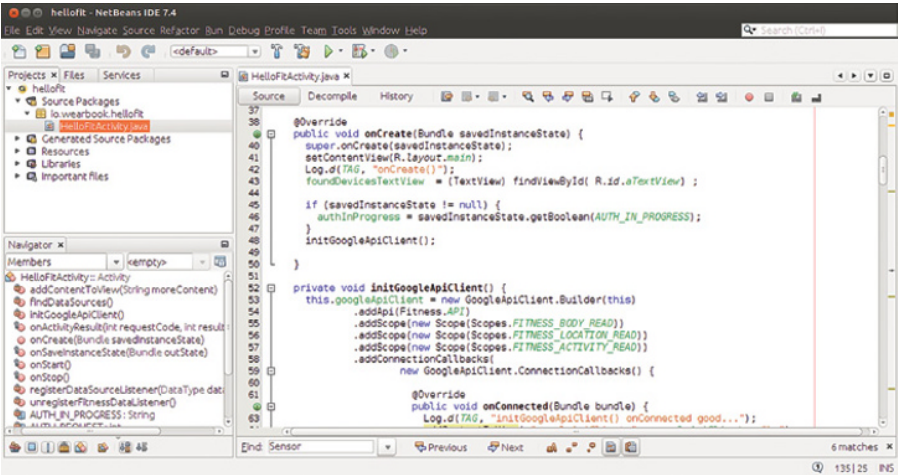 hellofit - NetBeans IDE 7.4
File Edit View Navigate Source Refactor Run Debug Profile Team Tools Window Help
Search (Ctrl+I)
<default>
Projects Files Services
hellofit
Source Packages
io.wearbook.hellofit
HelloFitActivity.java
Generated Source Packages
Resources
Libraries
Important Files
Navigator
Members <empty>
HelloFitActivity :: Activity
addContentToView(String moreContent)
findDataSources()
initGoogleApiClient()
onActivityResult(int requestCode, int result
onCreate(Bundle savedInstanceState)
onSaveInstanceState(Bundle outState)
onStart()
onStop()
registerDataSourceListener(DataType data
unregisterFitnessDataListener()
AUTH_IN_PROGRESS : String
AUTH_REQUEST : int
HelloFitActivity.java
Source Decompile History
37
38 @Override
public void onCreate(Bundle savedInstanceState) {
40 super.onCreate(savedInstanceState);
41 setContentView(R.layout.main);
42 Log.d(TAG, "onCreate()");
43 foundDevicesTextView = (TextView) findViewById( R.id.aTextView) ;
44
45 if (savedInstanceState != null) {
46 authInProgress = savedInstanceState.getBoolean(AUTH_IN_PROGRESS);
47 }
48 initGoogleApiClient();
49
50 }
51
52 private void initGoogleApiClient() {
53 this.googleApiClient = new GoogleApiClient.Builder(this)
54 .addApi(Fitness.API)
55 .addScope(new Scope(Scopes.FITNESS_BODY_READ))
56 .addScope(new Scope(Scopes.FITNESS_LOCATION_READ))
57 .addScope(new Scope(Scopes.FITNESS_ACTIVITY_READ))
58 .addConnectionCallbacks(
59 new GoogleApiClient.ConnectionCallbacks() {
60
61 @Override
public void onConnected(Bundle bundle) {
63 Log.d(TAG, "initGoogleApiClient() onConnected good...");
Find: Sensor Previous Next 6 matches
135|25 INS